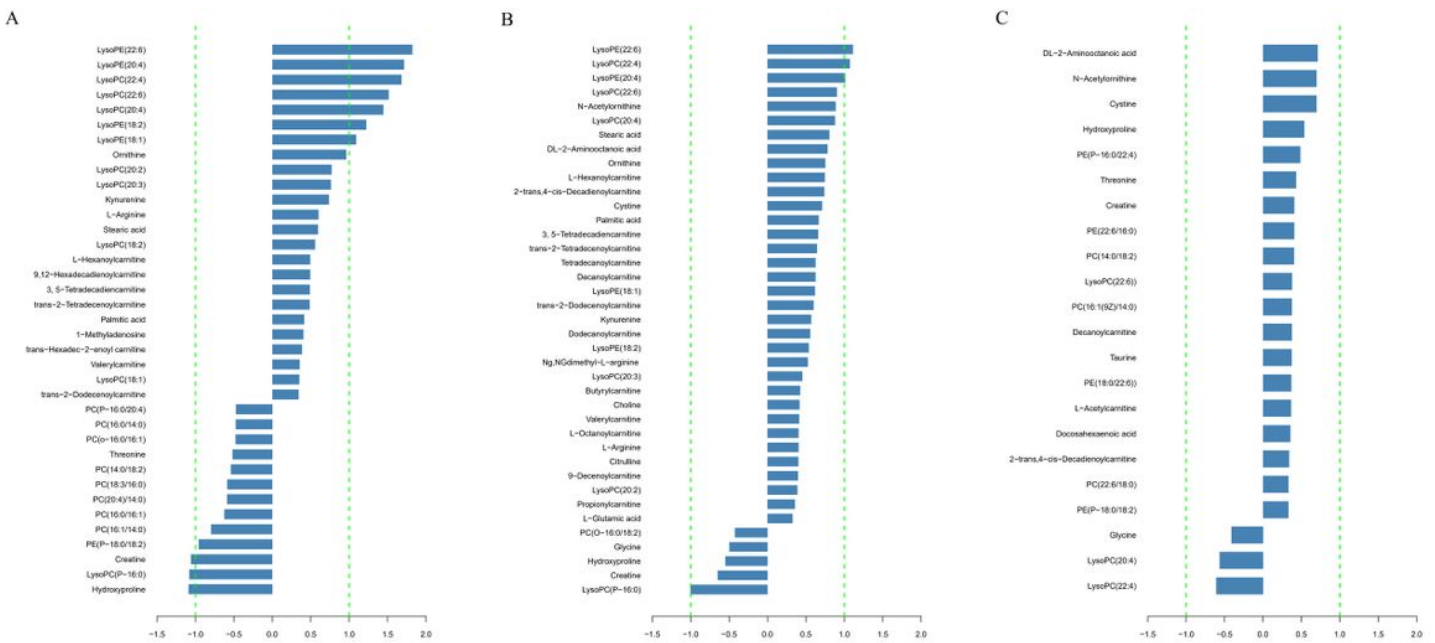 A
LysoPE(22:6)
LysoPE(20:4)
LysoPC(22:4)
LysoPC(22:6)
LysoPC(20:4)
LysoPE(18:2)
LysoPE(18:1)
Ornithine
LysoPC(20:2)
LysoPC(20:3)
Kynurenine
L−Arginine
Stearic acid
LysoPC(18:2)
L−Hexanoylcarnitine
9,12−Hexadecadienoylcarnitine
3, 5−Tetradecadiencarnitine
trans−2−Tetradecenoylcarnitine
Palmitic acid
1−Methyladenosine
trans−Hexadec−2−enoyl carnitine
Valerylcarnitine
LysoPC(18:1)
trans−2−Dodecenoylcarnitine
PC(P−16:0/20:4)
PC(16:0/14:0)
PC(o−16:0/16:1)
Threonine
PC(14:0/18:2)
PC(18:3/16:0)
PC(20:4)/14:0)
PC(16:0/16:1)
PC(16:1/14:0)
PE(P−18:0/18:2)
Creatine
LysoPC(P−16:0)
Hydroxyproline
−1.5 −1.0 −0.5 0.0 0.5 1.0 1.5 2.0
B
LysoPE(22:6)
LysoPC(22:4)
LysoPE(20:4)
LysoPC(22:6)
N−Acetylornithine
LysoPC(20:4)
Stearic acid
DL−2−Aminooctanoic acid
Ornithine
L−Hexanoylcarnitine
2−trans,4−cis−Decadienoylcarnitine
Cystine
Palmitic acid
3, 5−Tetradecadiencarnitine
trans−2−Tetradecenoylcarnitine
Tetradecanoylcarnitine
Decanoylcarnitine
LysoPE(18:1)
trans−2−Dodecenoylcarnitine
Kynurenine
Dodecanoylcarnitine
LysoPE(18:2)
Ng,NGdimethyl−L−arginine
LysoPC(20:3)
Butyrylcarnitine
Choline
Valerylcarnitine
L−Octanoylcarnitine
L−Arginine
Citrulline
9−Decenoylcarnitine
LysoPC(20:2)
Propionylcarnitine
L−Glutamic acid
PC(O−16:0/18:2)
Glycine
Hydroxyproline
Creatine
LysoPC(P−16:0)
−1.5 −1.0 −0.5 0.0 0.5 1.0 1.5 2.0
C
DL−2−Aminooctanoic acid
N−Acetylornithine
Cystine
Hydroxyproline
PE(P−16:0/22:4)
Threonine
Creatine
PE(22:6/16:0)
PC(14:0/18:2)
LysoPC(22:6))
PC(16:1(9Z)/14:0)
Decanoylcarnitine
Taurine
PE(18:0/22:6))
L−Acetylcarnitine
Docosahexaenoic acid
2−trans,4−cis−Decadienoylcarnitine
PC(22:6/18:0)
PE(P−18:0/18:2)
Glycine
LysoPC(20:4)
LysoPC(22:4)
−1.5 −1.0 −0.5 0.0 0.5 1.0 1.5 2.0